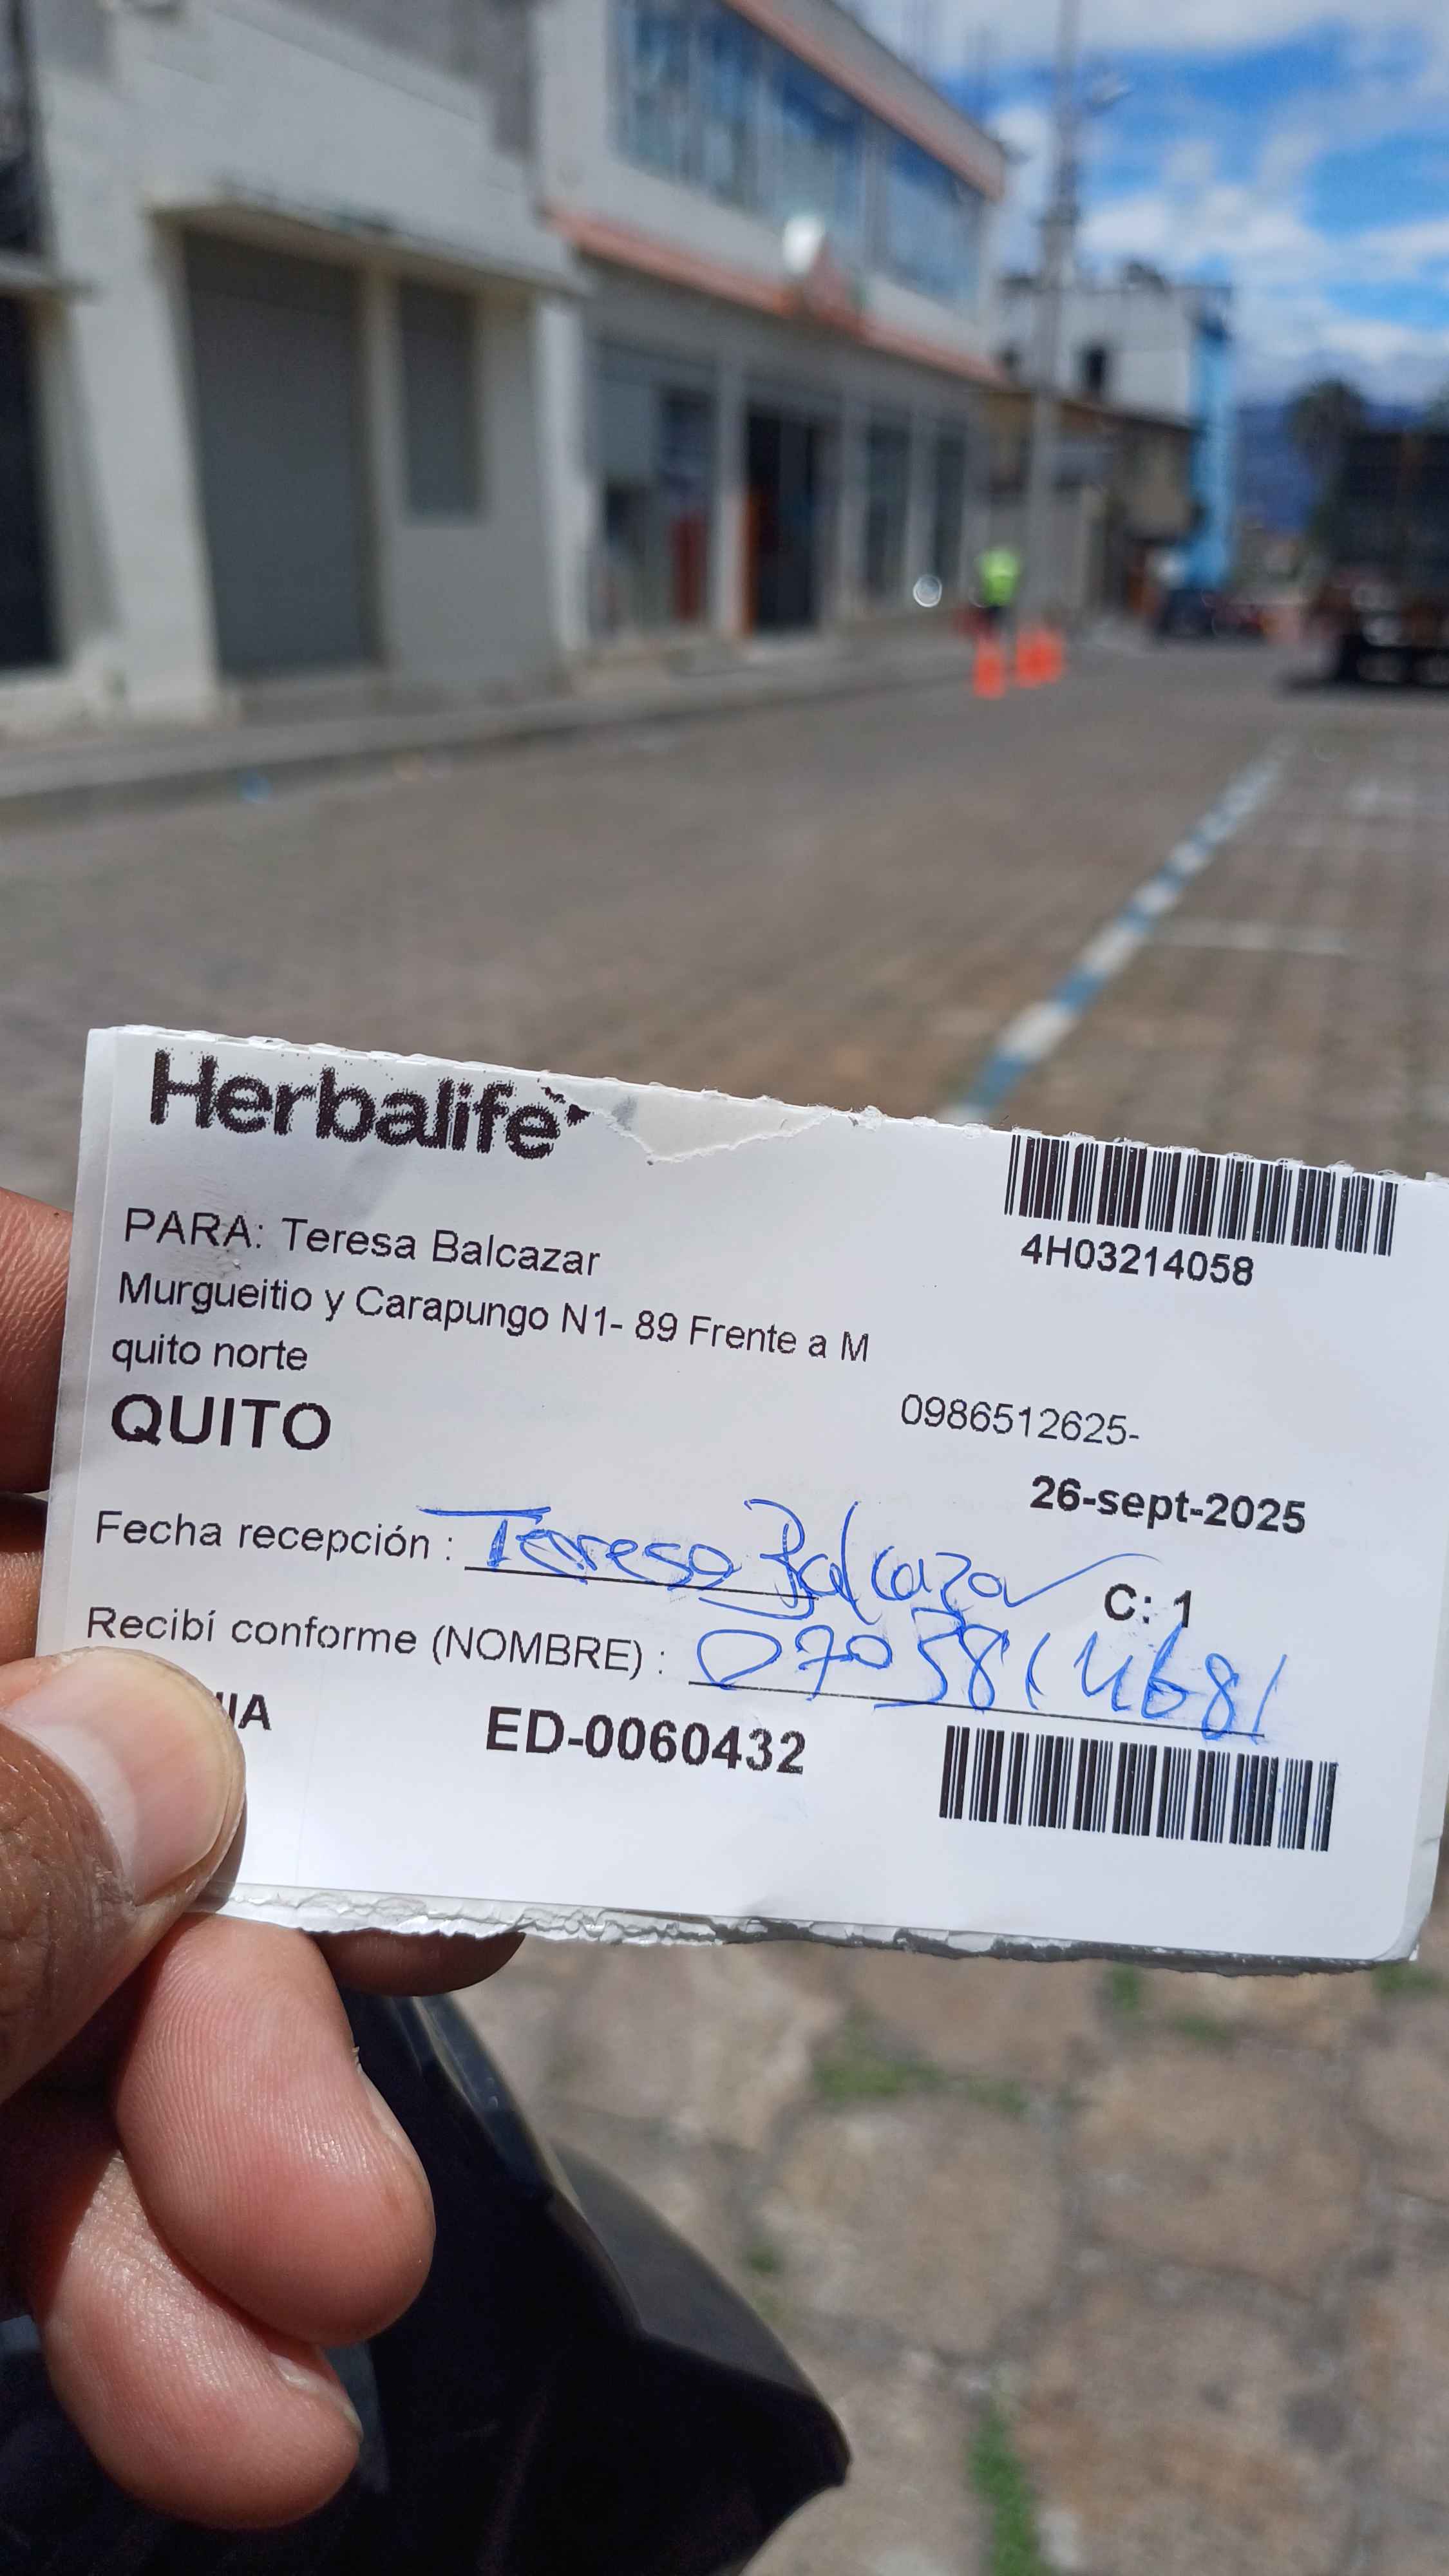 Herbalife
4H03214058
PARA: Teresa Balcazar
Murgueitio y Carapungo N1- 89 Frente a M
quito norte
0986512625-
QUITO
26-sept-2025
Fecha recepción : Teresa Balcazar
C: 1
Recibí conforme (NOMBRE) : 0705814681
ED-0060432